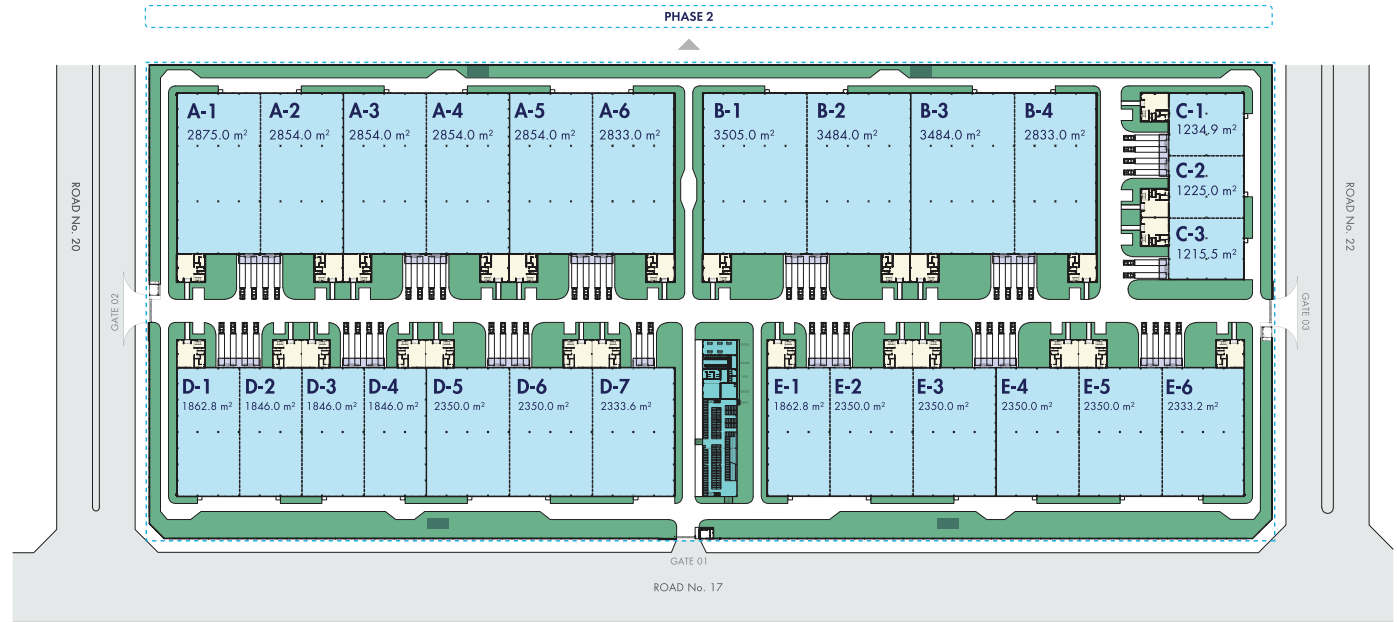 PHASE 2
A-1
2875.0 m²
A-2
2854.0 m²
A-3
2854.0 m²
A-4
2854.0 m²
A-5
2854.0 m²
A-6
2833.0 m²
B-1
3505.0 m²
B-2
3484.0 m²
B-3
3484.0 m²
B-4
2833.0 m²
C-1
1234.9 m²
C-2
1225.0 m²
C-3
1215.5 m²
ROAD No. 20
ROAD No. 22
GATE 02
GATE 03
D-1
1862.8 m²
D-2
1846.0 m²
D-3
1846.0 m²
D-4
1846.0 m²
D-5
2350.0 m²
D-6
2350.0 m²
D-7
2333.6 m²
E-1
1862.8 m²
E-2
2350.0 m²
E-3
2350.0 m²
E-4
2350.0 m²
E-5
2350.0 m²
E-6
2333.2 m²
GATE 01
ROAD No. 17